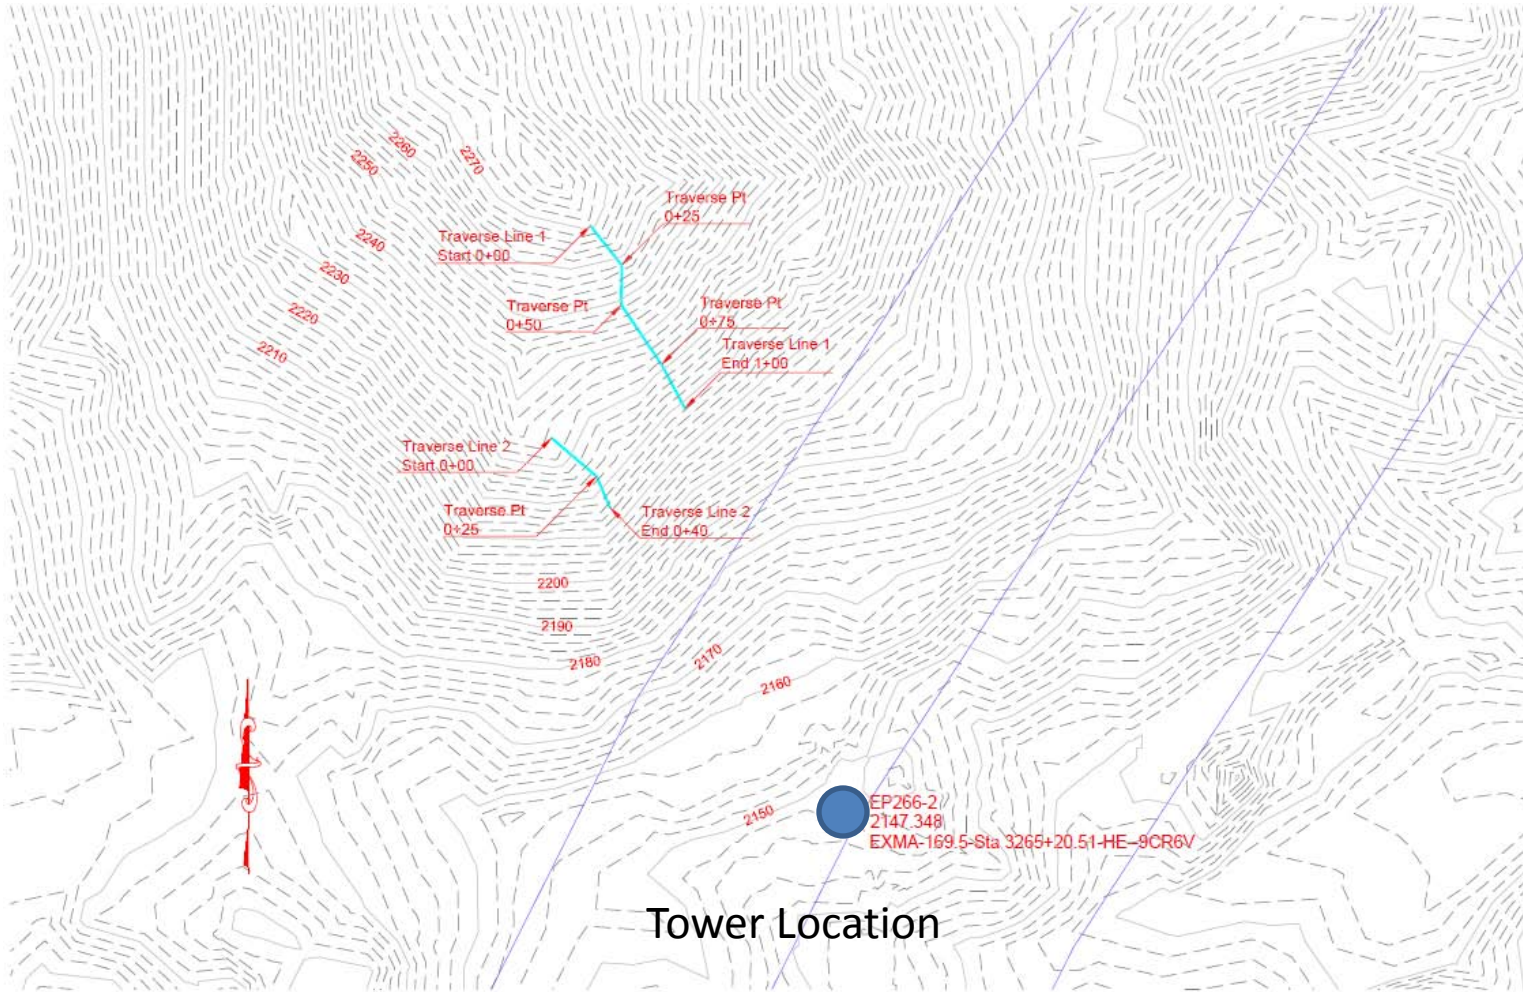 2260
2250
2270
Traverse Pt
0+25
Traverse Line 1
Start 0+00
2240
2230
2220
2210
Traverse Pt
0+50
Traverse Pt
0+75
Traverse Line 1
End 1+00
Traverse Line 2
Start 0+00
Traverse Pt
0+25
Traverse Line 2
End 0+40
2200
2190
2180
2170
2160
2150
EP266-2
2147.348
EXMA-169.5-Sta 3265+20.51-HE--9CR6V
Tower Location